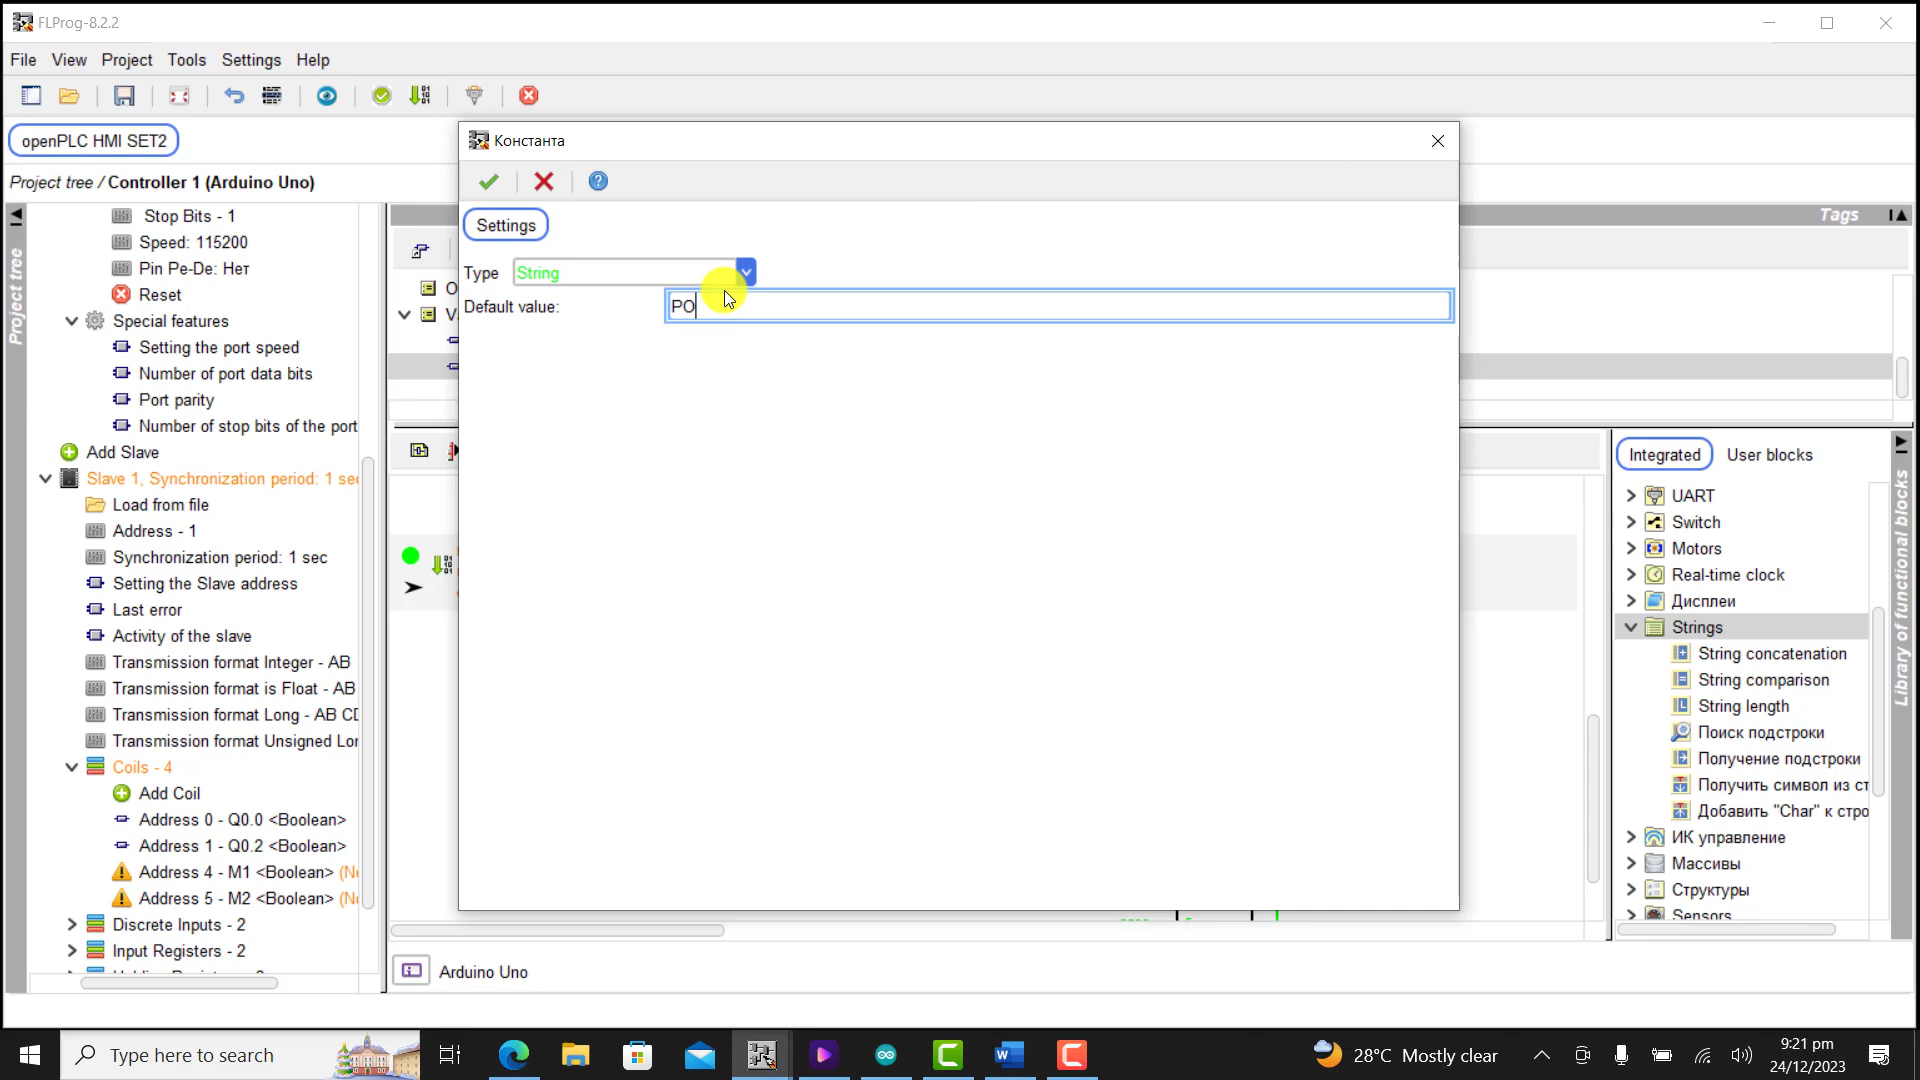 FLProg-8.2.2
File View Project Tools Settings Help
openPLC HMI SET2
Project tree / Controller 1 (Arduino Uno)
Project tree
Stop Bits - 1
Speed: 115200
Pin Pe-De: Нет
Reset
Special features
Setting the port speed
Number of port data bits
Port parity
Number of stop bits of the port
Add Slave
Slave 1, Synchronization period: 1 sec
Load from file
Address - 1
Synchronization period: 1 sec
Setting the Slave address
Last error
Activity of the slave
Transmission format Integer - AB
Transmission format is Float - AB
Transmission format Long - AB CD
Transmission format Unsigned Lon
Coils - 4
Add Coil
Address 0 - Q0.0 <Boolean>
Address 1 - Q0.2 <Boolean>
Address 4 - M1 <Boolean>
Address 5 - M2 <Boolean>
Discrete Inputs - 2
Input Registers - 2
Константа
Settings
Type String
Default value: PO
Tags
Arduino Uno
Integrated User blocks
UART
Switch
Motors
Real-time clock
Дисплеи
Strings
String concatenation
String comparison
String length
Поиск подстроки
Получение подстроки
Получить символ из ст
Добавить "Char" к стро
ИК управление
Массивы
Структуры
Sensors
Library of functional blocks
Type here to search
28°C Mostly clear
9:21 pm
24/12/2023